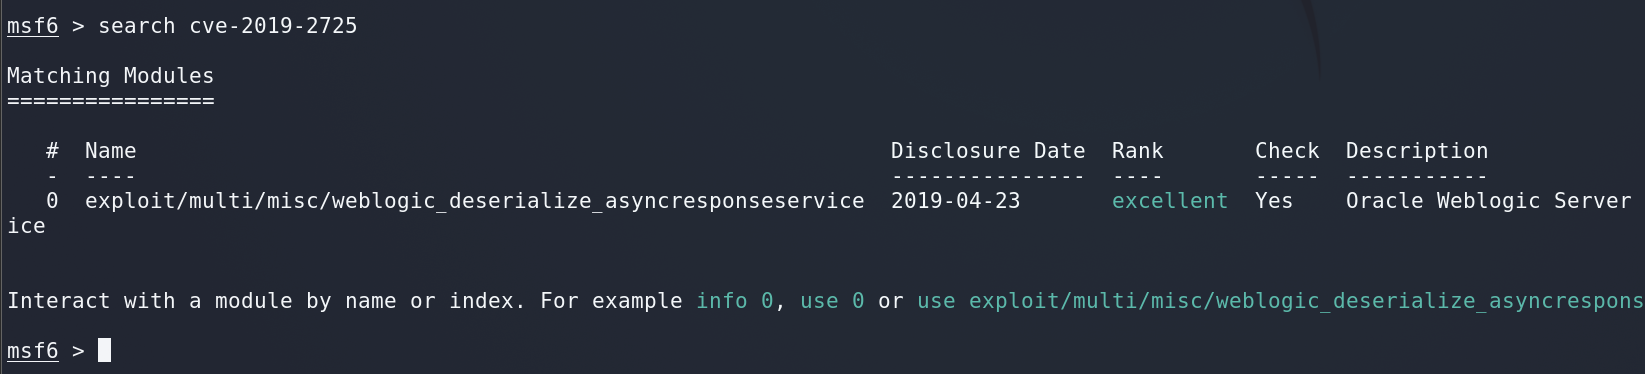 msf6 > search cve-2019-2725
Matching Modules
================
   #  Name                                                          Disclosure Date  Rank       Check  Description
   -  ----                                                          ---------------  ----       -----  -----------
   0  exploit/multi/misc/weblogic_deserialize_asyncresponseservice  2019-04-23       excellent  Yes    Oracle Weblogic Server
ice
Interact with a module by name or index. For example info 0, use 0 or use exploit/multi/misc/weblogic_deserialize_asyncrespons
msf6 >